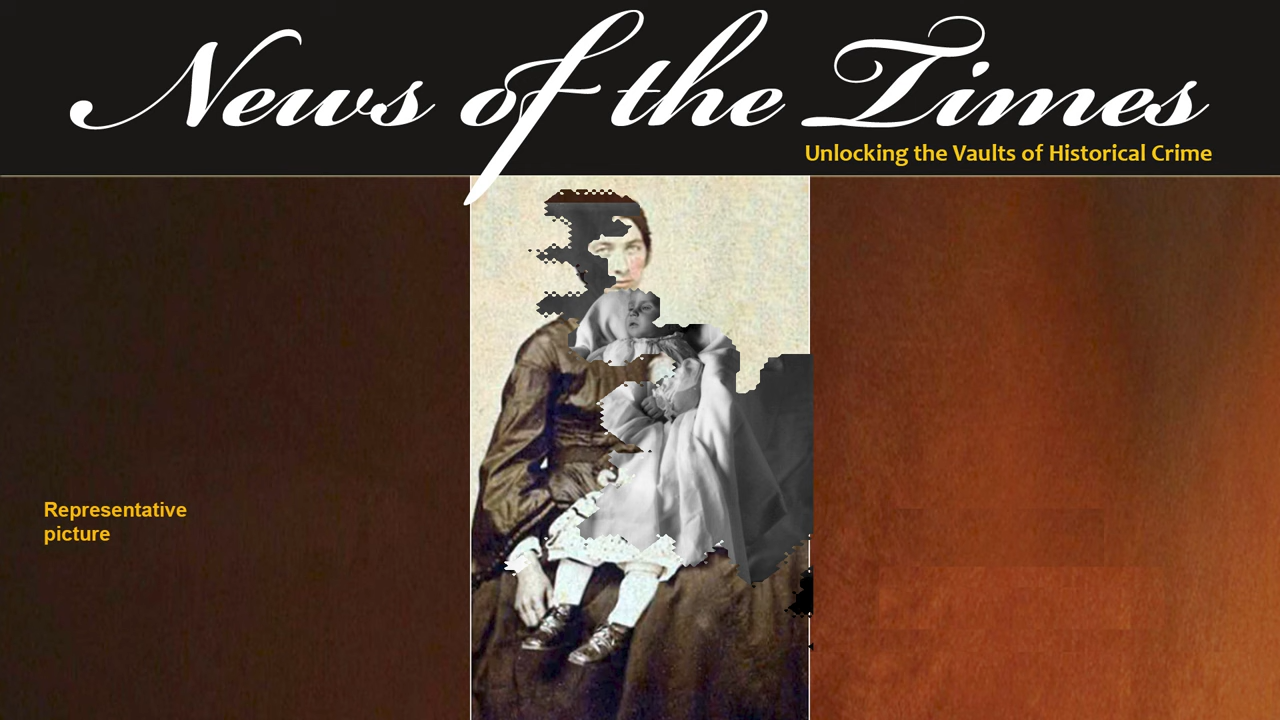 News of the Times
Unlocking the Vaults of Historical Crime
Representative
picture